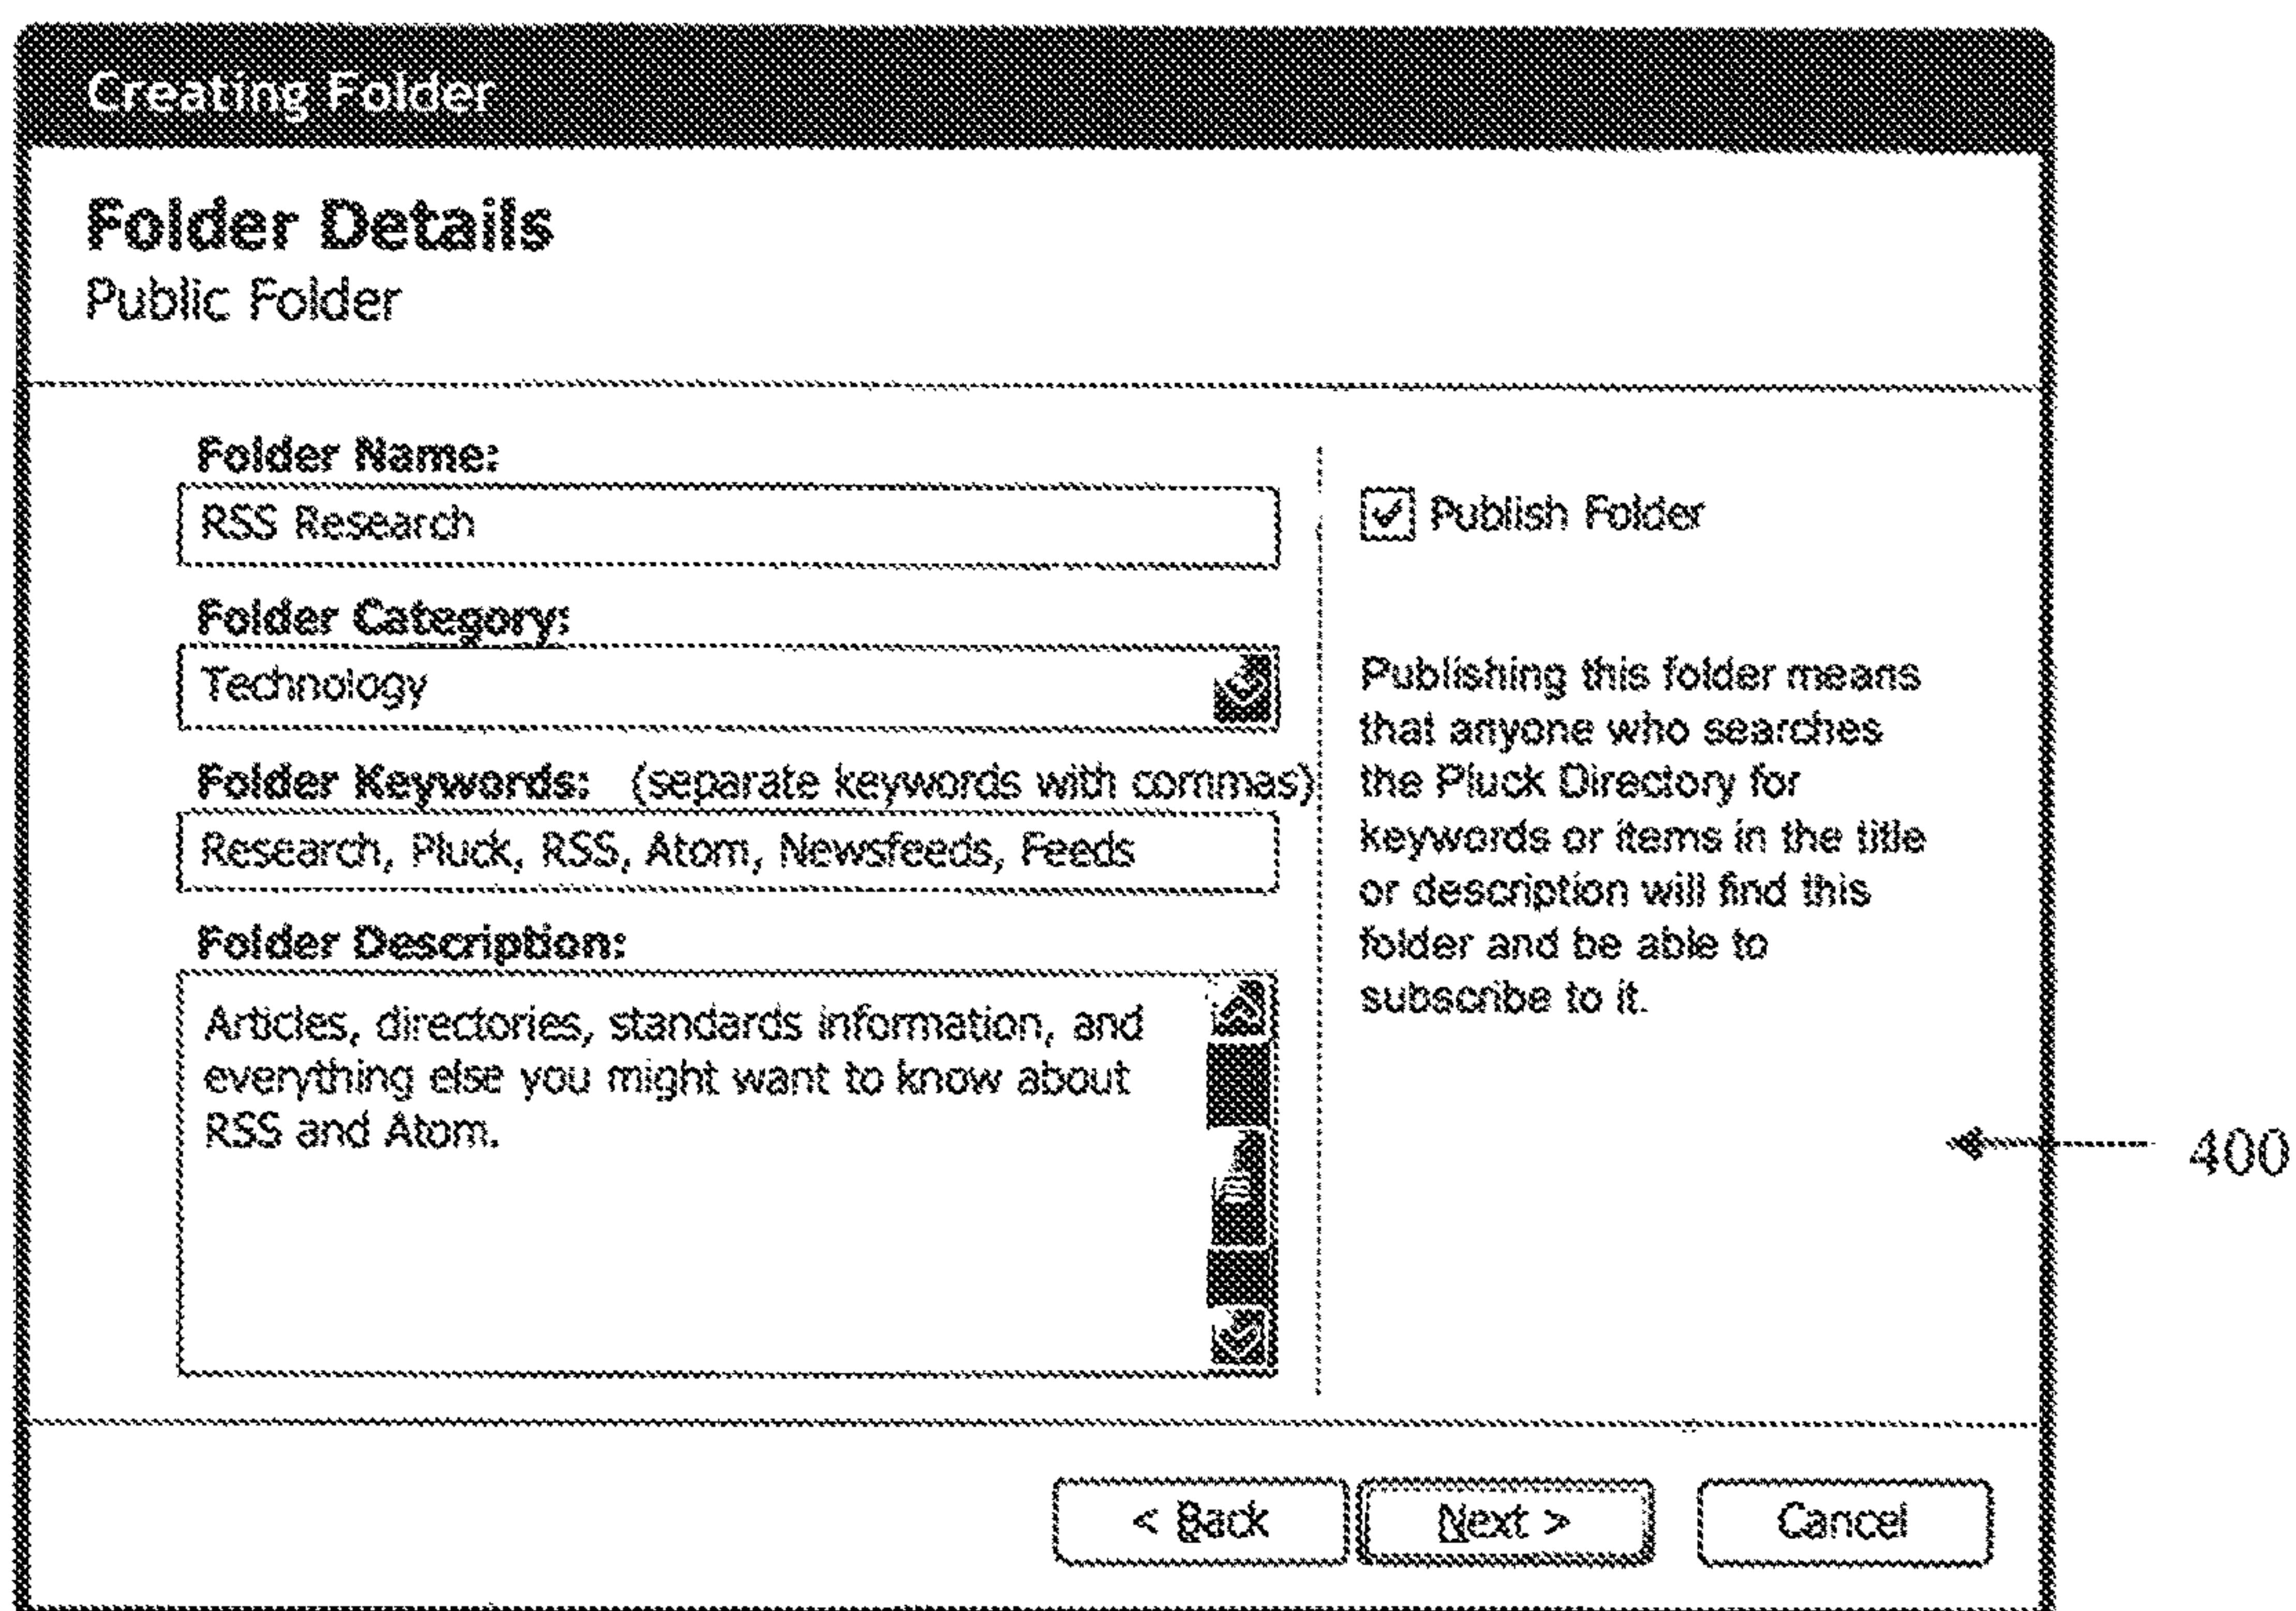 Creating Folder
Folder Details
Public Folder
Folder Name:
RSS Research
Folder Category:
Technology
Folder Keywords: (separate keywords with commas)
Research, Pluck, RSS, Atom, Newsfeeds, Feeds
Folder Description:
Articles, directories, standards information, and
everything else you might want to know about
RSS and Atom.
Publish Folder
Publishing this folder means
that anyone who searches
the Pluck Directory for
keywords or items in the title
or description will find this
folder and be able to
subscribe to it.
400
< Back
Next >
Cancel